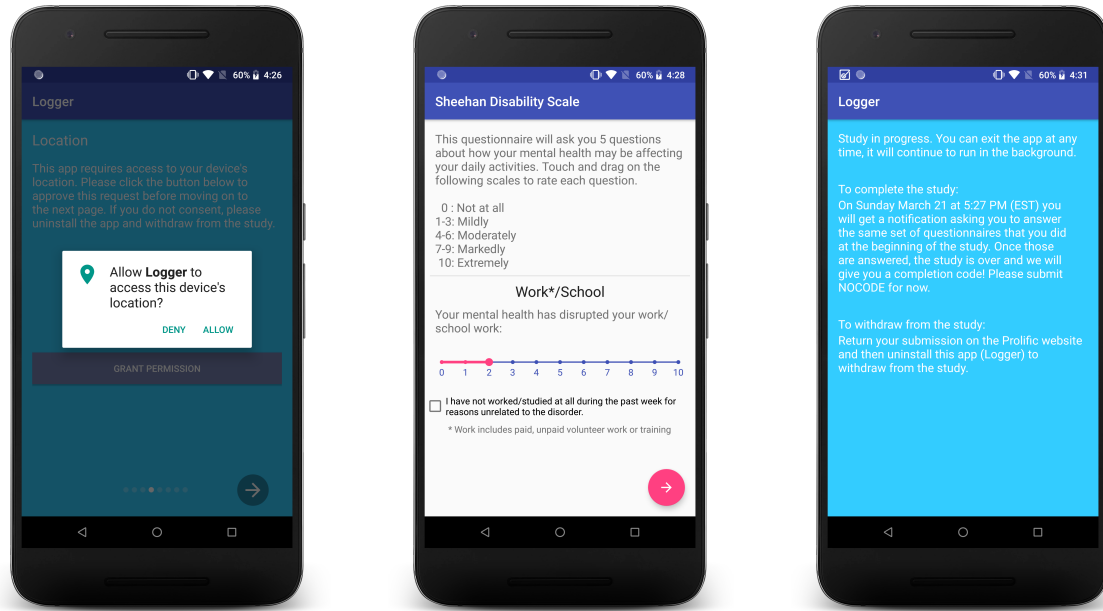 60% 4:26
Logger
Location
This app requires access to your device's
location. Please click the button below to
approve this request before moving on to
the next page. If you do not consent, please
uninstall the app and withdraw from the study.
Allow Logger to
access this device's
location?
DENY ALLOW
GRANT PERMISSION
60% 4:28
Sheehan Disability Scale
This questionnaire will ask you 5 questions
about how your mental health may be affecting
your daily activities. Touch and drag on the
following scales to rate each question.
0 : Not at all
1-3: Mildly
4-6: Moderately
7-9: Markedly
10: Extremely
Work*/School
Your mental health has disrupted your work/
school work:
0 1 2 3 4 5 6 7 8 9 10
I have not worked/studied at all during the past week for
reasons unrelated to the disorder.
* Work includes paid, unpaid volunteer work or training
60% 4:31
Logger
Study in progress. You can exit the app at any
time, it will continue to run in the background.
To complete the study:
On Sunday March 21 at 5:27 PM (EST) you
will get a notification asking you to answer
the same set of questionnaires that you did
at the beginning of the study. Once those
are answered, the study is over and we will
give you a completion code! Please submit
NOCODE for now.
To withdraw from the study:
Return your submission on the Prolific website
and then uninstall this app (Logger) to
withdraw from the study.